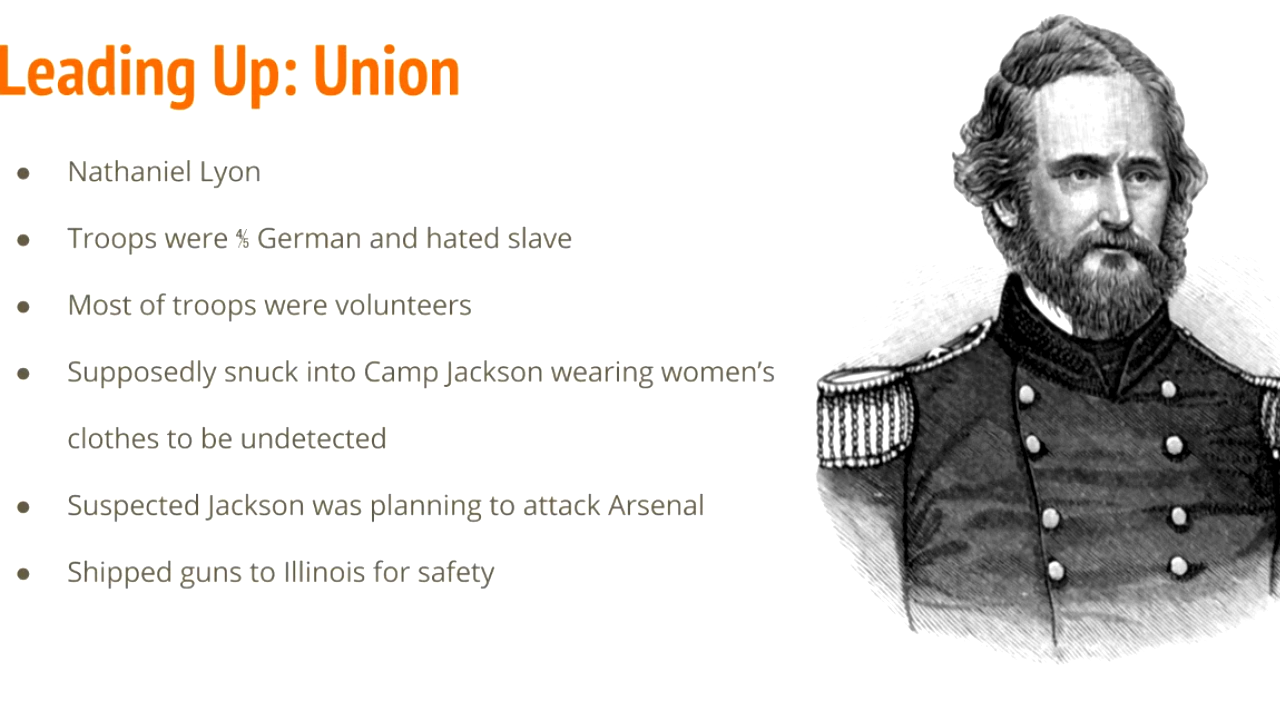 Leading Up: Union
● Nathaniel Lyon
● Troops were ⅘ German and hated slave
● Most of troops were volunteers
● Supposedly snuck into Camp Jackson wearing women’s
clothes to be undetected
● Suspected Jackson was planning to attack Arsenal
● Shipped guns to Illinois for safety